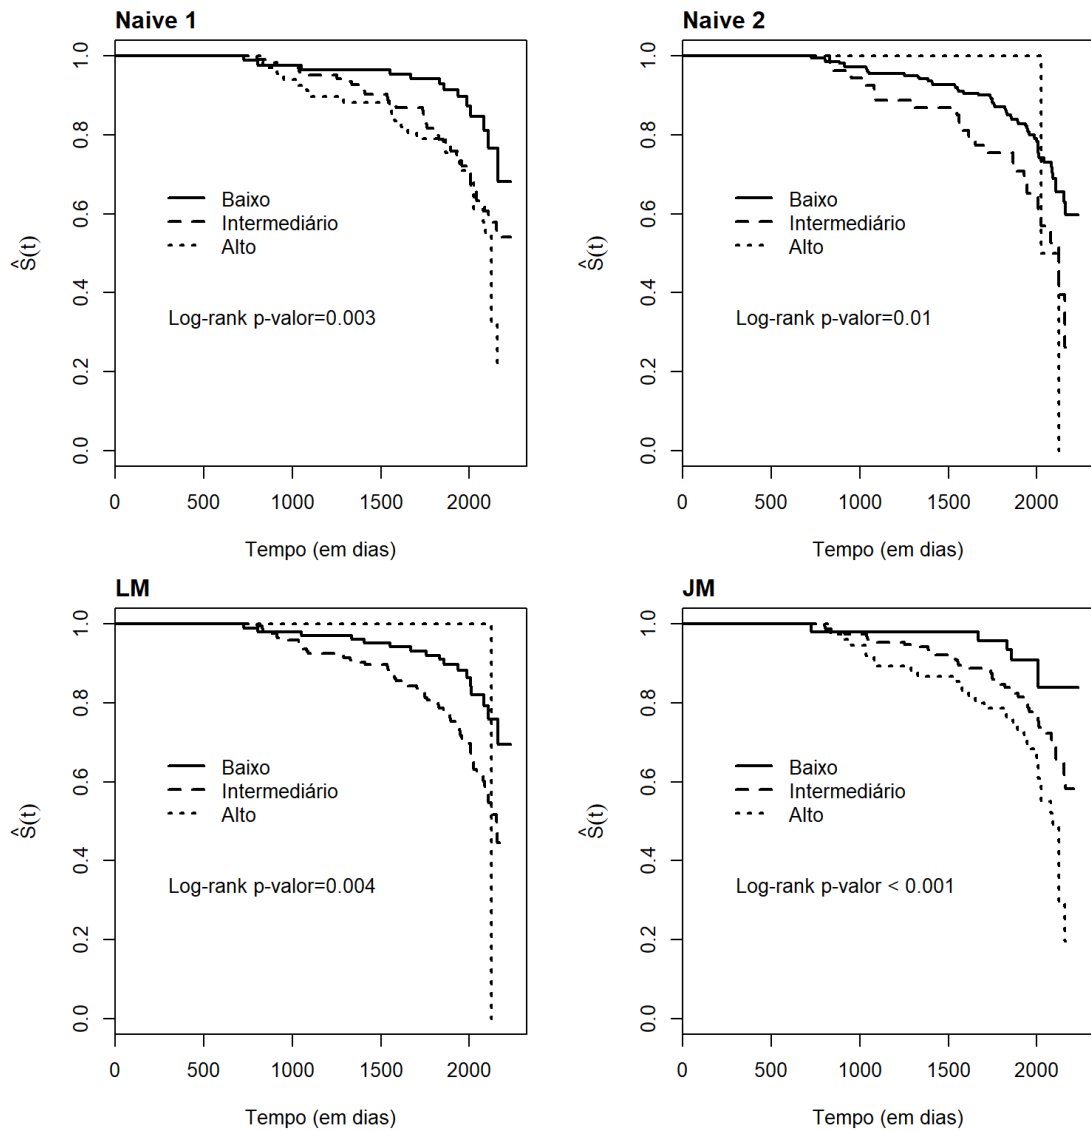 Naive 1
Ŝ(t)
1.0
0.8
0.6
0.4
0.2
0.0
Baixo
Intermediário
Alto
Log-rank p-valor=0.003
0 500 1000 1500 2000
Tempo (em dias)
Naive 2
Ŝ(t)
1.0
0.8
0.6
0.4
0.2
0.0
Baixo
Intermediário
Alto
Log-rank p-valor=0.01
0 500 1000 1500 2000
Tempo (em dias)
LM
Ŝ(t)
1.0
0.8
0.6
0.4
0.2
0.0
Baixo
Intermediário
Alto
Log-rank p-valor=0.004
0 500 1000 1500 2000
Tempo (em dias)
JM
Ŝ(t)
1.0
0.8
0.6
0.4
0.2
0.0
Baixo
Intermediário
Alto
Log-rank p-valor < 0.001
0 500 1000 1500 2000
Tempo (em dias)